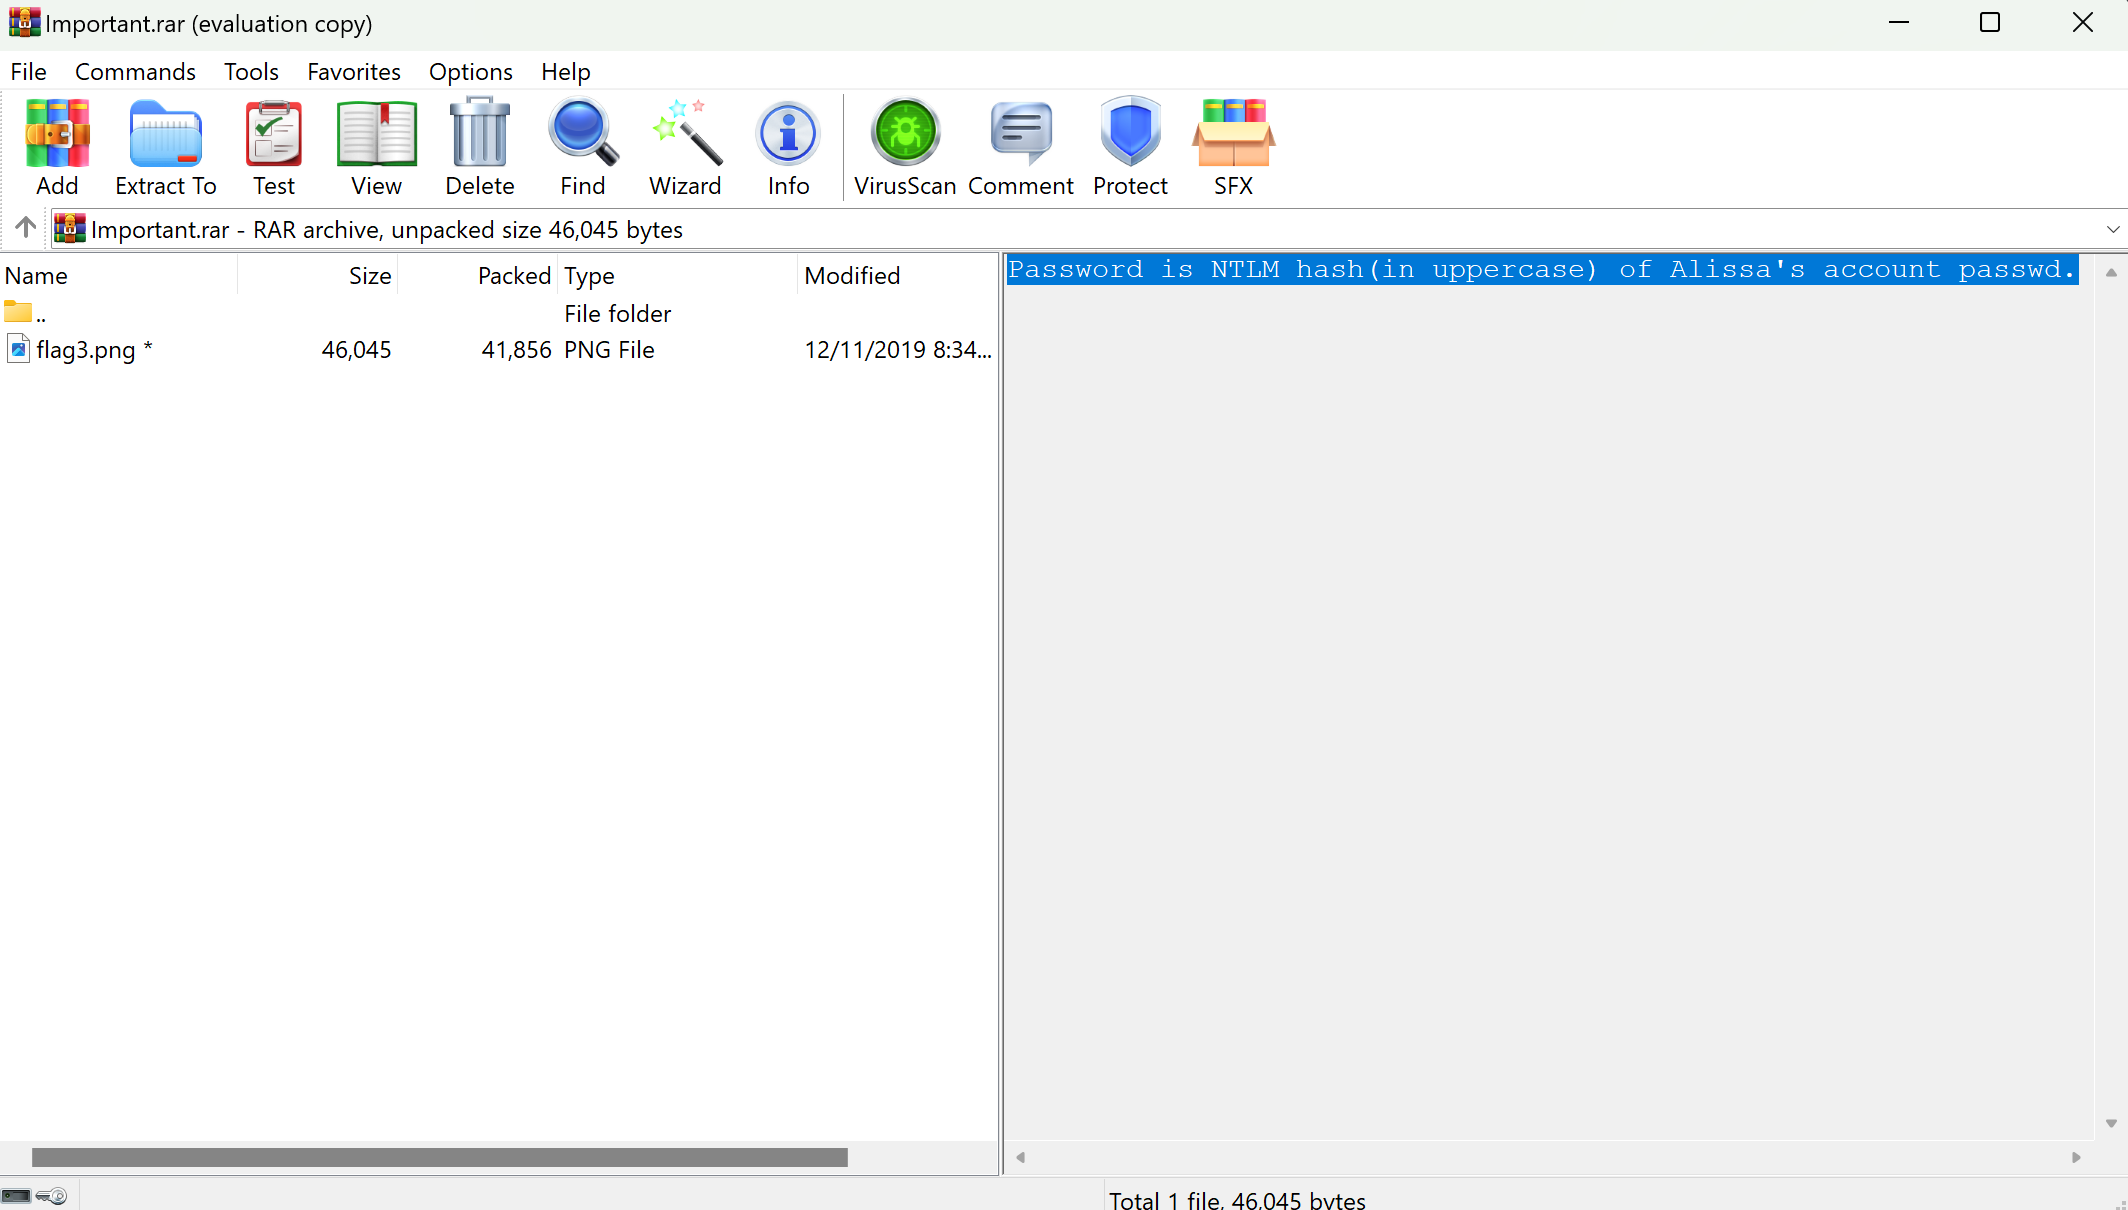 Important.rar (evaluation copy)
File Commands Tools Favorites Options Help
Add Extract To Test View Delete Find Wizard Info VirusScan Comment Protect SFX
Important.rar - RAR archive, unpacked size 46,045 bytes
Name Size Packed Type Modified
.. File folder
flag3.png * 46,045 41,856 PNG File 12/11/2019 8:34...
Password is NTLM hash(in uppercase) of Alissa's account passwd.
Total 1 file, 46,045 bytes